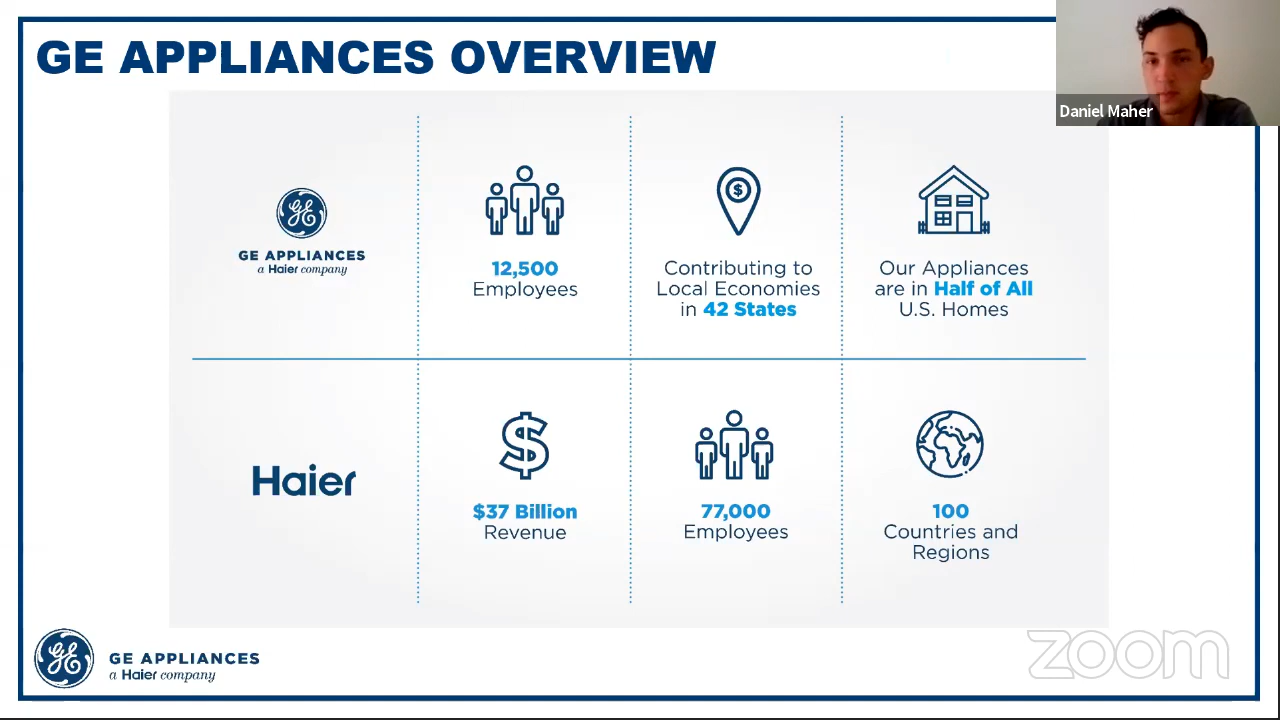 GE APPLIANCES OVERVIEW
Daniel Maher
GE
GE APPLIANCES
a Haier company
12,500
Employees
$
Contributing to
Local Economies
in 42 States
Our Appliances
are in Half of All
U.S. Homes
Haier
$
$37 Billion
Revenue
77,000
Employees
100
Countries and
Regions
GE
GE APPLIANCES
a Haier company
zoom